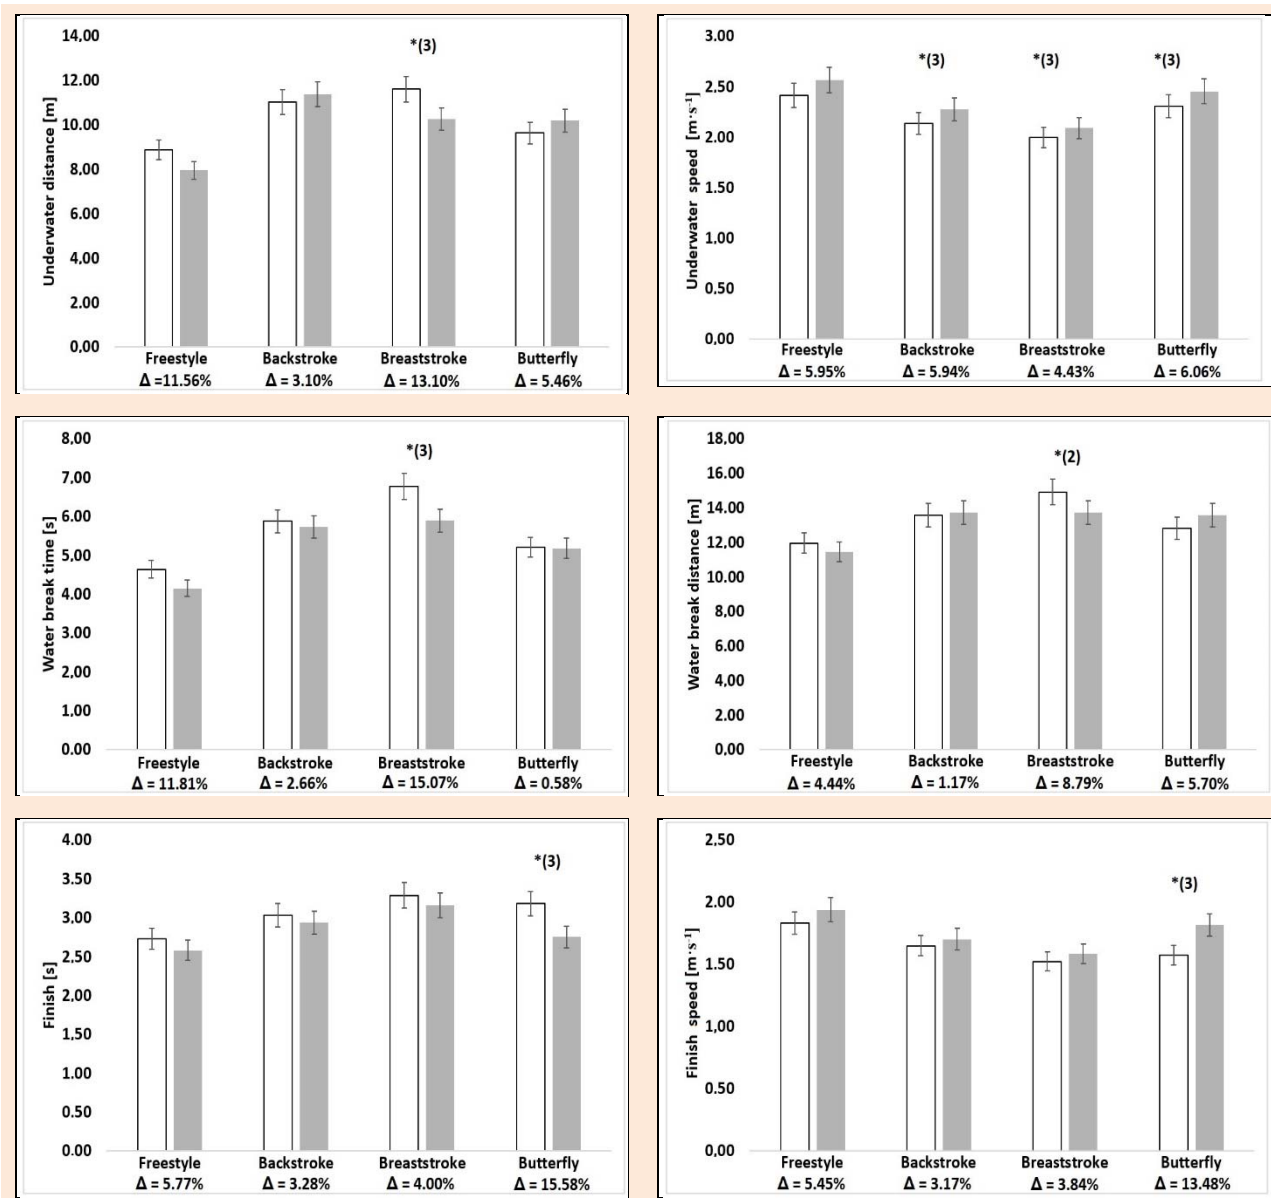 14,00
12.00
10.00
8.00
6.00
4.00
2.00
0.00
Underwater distance [m]
*(3)
Freestyle Backstroke Breaststroke Butterfly
Δ =11.56% Δ = 3.10% Δ = 13.10% Δ = 5.46%
3.00
2.50
2.00
1.50
1.00
0.50
0.00
Underwater speed [m·s⁻¹]
*(3) *(3) *(3)
Freestyle Backstroke Breaststroke Butterfly
Δ = 5.95% Δ = 5.94% Δ = 4.43% Δ = 6.06%
8,00
7.00
6.00
5.00
4.00
3.00
2.00
1.00
0.00
Water break time [s]
*(3)
Freestyle Backstroke Breaststroke Butterfly
Δ = 11.81% Δ = 2.66% Δ = 15.07% Δ = 0.58%
18,00
16.00
14.00
12.00
10.00
8.00
6.00
4.00
2.00
0.00
Water break distance [m]
*(2)
Freestyle Backstroke Breaststroke Butterfly
Δ = 4.44% Δ = 1.17% Δ = 8.79% Δ = 5.70%
4.00
3.50
3.00
2.50
2.00
1,50
1.00
0.50
0.00
Finish [s]
*(3)
Freestyle Backstroke Breaststroke Butterfly
Δ = 5.77% Δ = 3.28% Δ = 4.00% Δ = 15.58%
2,50
2.00
1.50
1,00
0.50
0.00
Finish speed [m·s⁻¹]
*(3)
Freestyle Backstroke Breaststroke Butterfly
Δ = 5.45% Δ = 3.17% Δ = 3.84% Δ = 13.48%